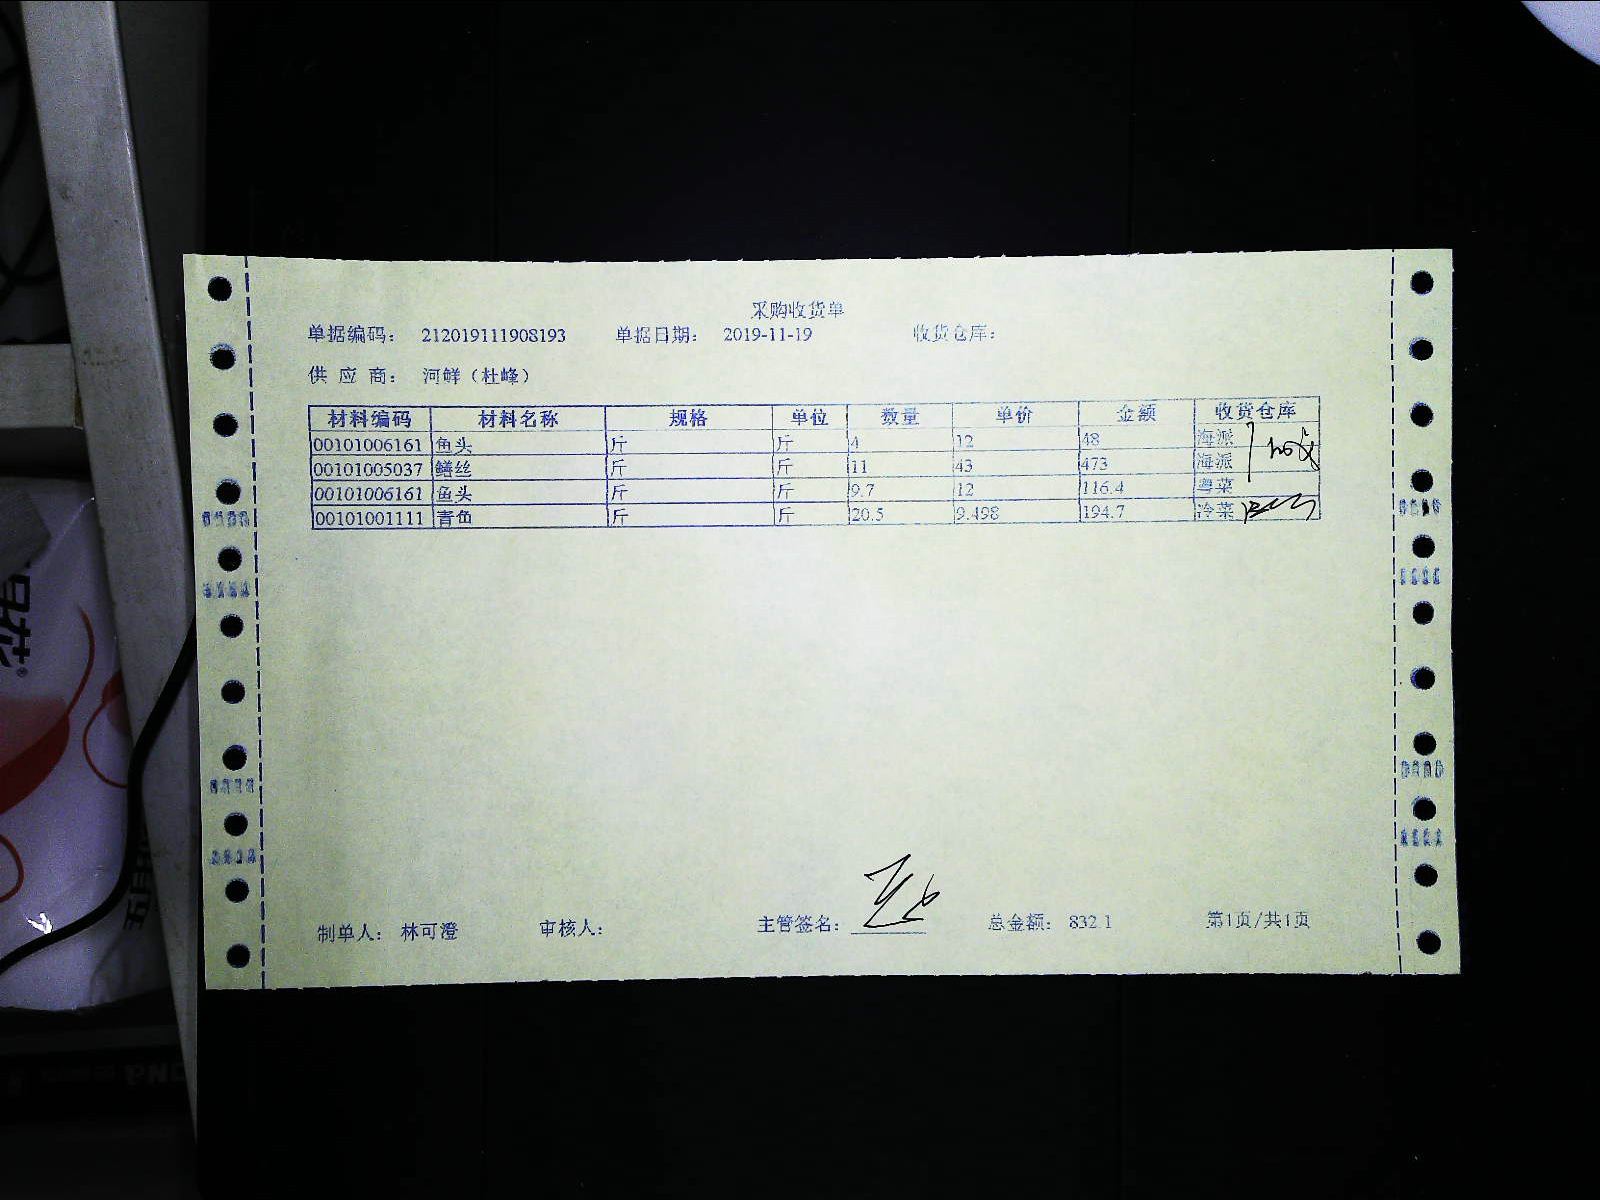 采购收货单
单据编码： 212019111908193 单据日期： 2019-11-19 收货仓库：
供 应 商： 河鲜（杜峰）
材料编码 材料名称 规格 单位 数量 单价 金额 收货仓库
00101006161 鱼头 斤 斤 4 12 48 海派
00101005037 鳝丝 斤 斤 11 43 473 海派
00101006161 鱼头 斤 斤 9.7 12 116.4 粤菜
00101001111 青鱼 斤 斤 20.5 9.498 194.7 冷菜
制单人： 林可澄 审核人： 主管签名： 总金额： 832.1 第1页/共1页